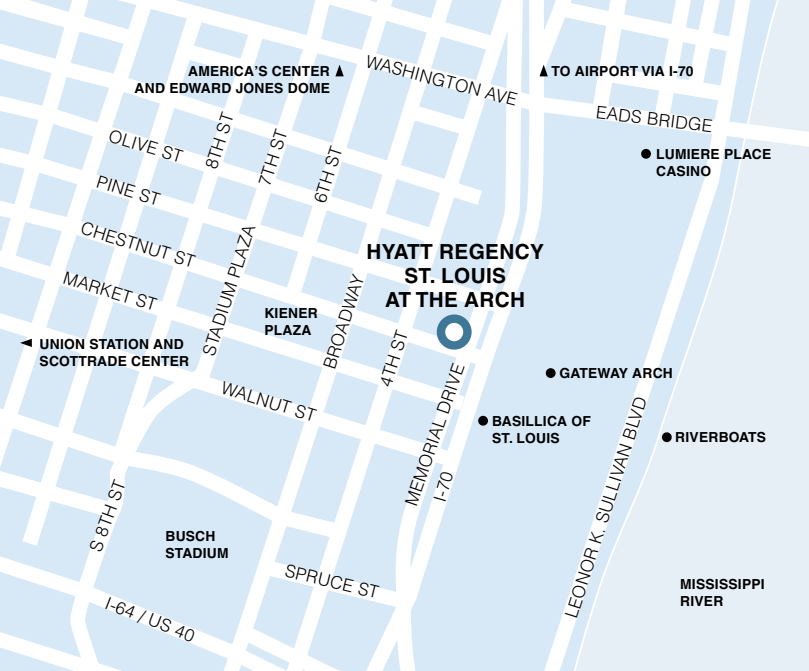 AMERICA'S CENTER
AND EDWARD JONES DOME
WASHINGTON AVE
TO AIRPORT VIA I-70
EADS BRIDGE
LUMIERE PLACE
CASINO
OLIVE ST
8TH ST
7TH ST
6TH ST
PINE ST
CHESTNUT ST
MARKET ST
STADIUM PLAZA
HYATT REGENCY
ST. LOUIS
AT THE ARCH
KIENER
PLAZA
BROADWAY
4TH ST
UNION STATION AND
SCOTTRADE CENTER
GATEWAY ARCH
WALNUT ST
MEMORIAL DRIVE
I-70
BASILLICA OF
ST. LOUIS
LEONOR K. SULLIVAN BLVD
RIVERBOATS
S 8TH ST
BUSCH
STADIUM
SPRUCE ST
MISSISSIPPI
RIVER
I-64 / US 40